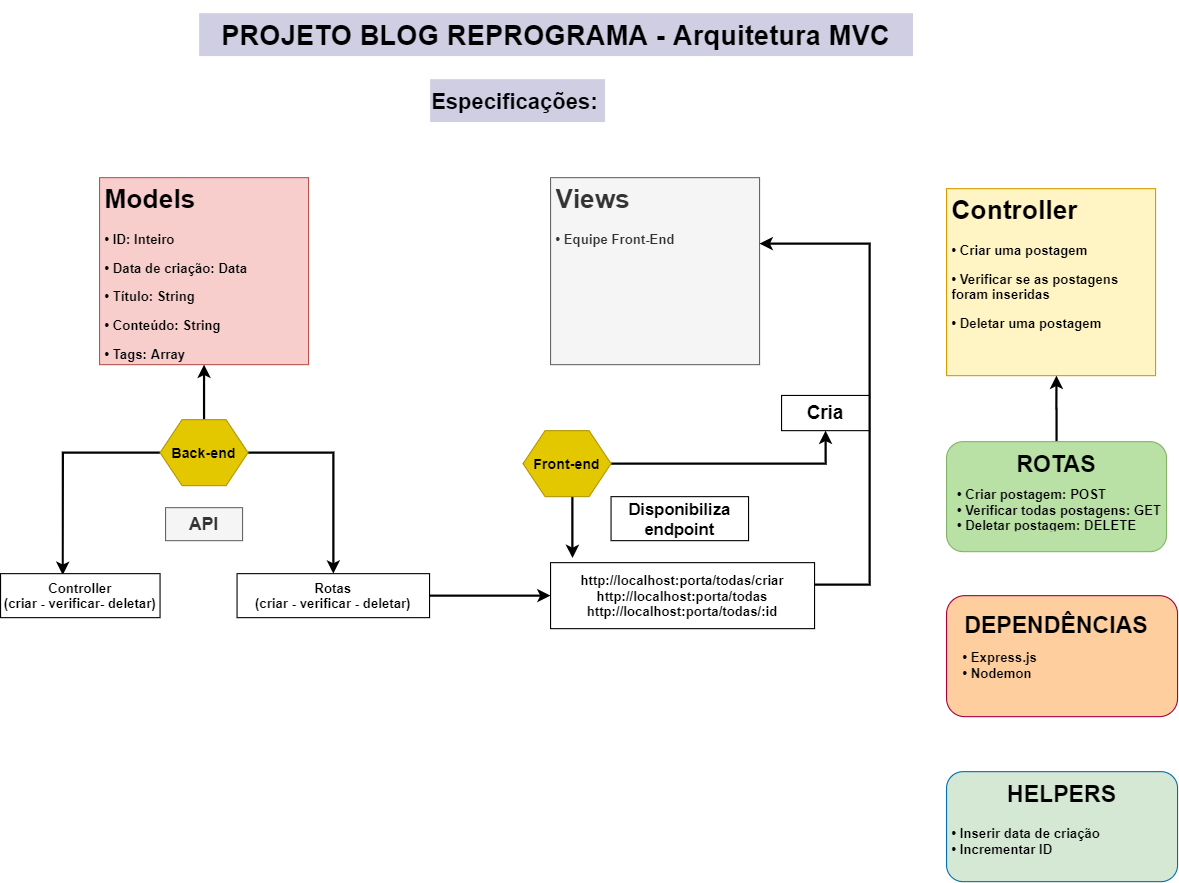 PROJETO BLOG REPROGRAMA - Arquitetura MVC
Especificações:
Models
• ID: Inteiro
• Data de criação: Data
• Título: String
• Conteúdo: String
• Tags: Array
Views
• Equipe Front-End
Controller
• Criar uma postagem
• Verificar se as postagens
foram inseridas
• Deletar uma postagem
Cria
Back-end
Front-end
API
Disponibiliza
endpoint
ROTAS
• Criar postagem: POST
• Verificar todas postagens: GET
• Deletar postagem: DELETE
Controller
(criar - verificar- deletar)
Rotas
(criar - verificar - deletar)
http://localhost:porta/todas/criar
http://localhost:porta/todas
http://localhost:porta/todas/:id
DEPENDÊNCIAS
• Express.js
• Nodemon
HELPERS
• Inserir data de criação
• Incrementar ID